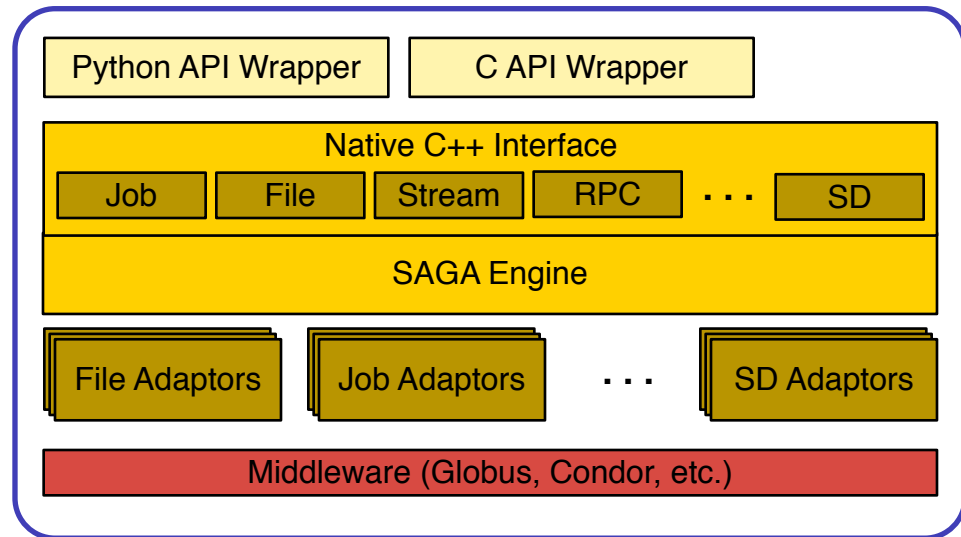 Python API Wrapper
C API Wrapper
Native C++ Interface
Job
File
Stream
RPC
. . .
SD
SAGA Engine
File Adaptors
Job Adaptors
. . .
SD Adaptors
Middleware (Globus, Condor, etc.)